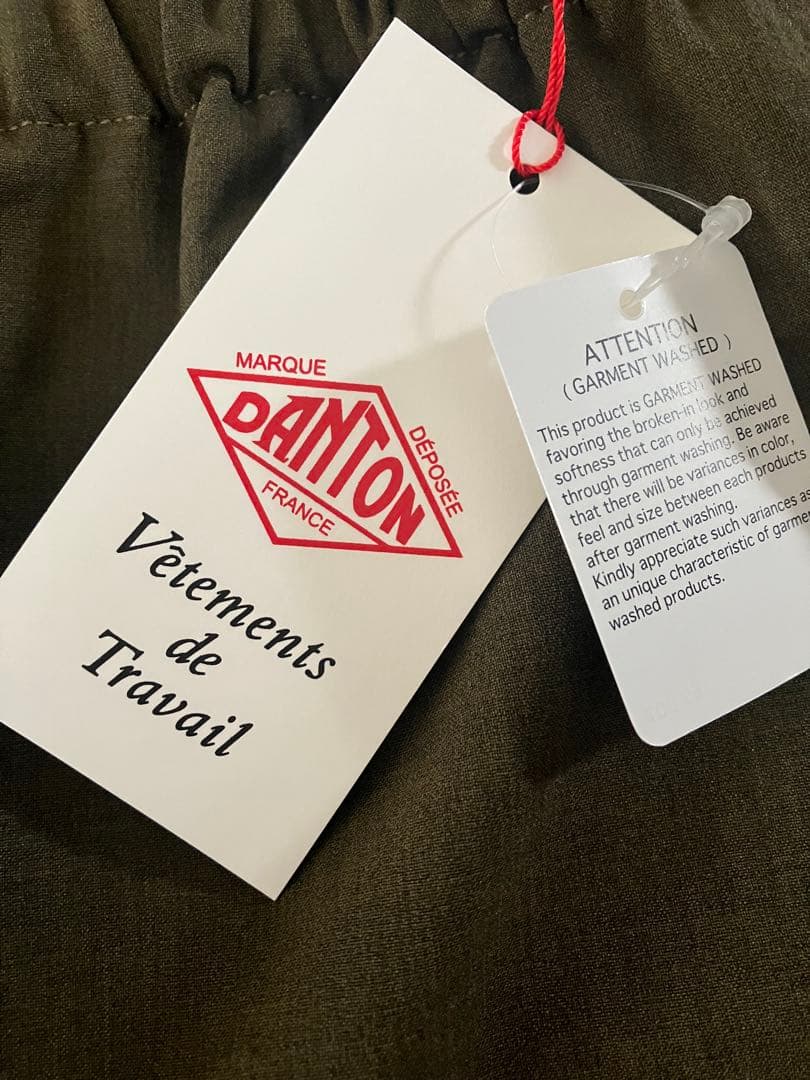 MARQUE
DANTON
DÉPOSÉE
FRANCE
Vêtements
de
Travail
ATTENTION
( GARMENT WASHED )
This product is GARMENT WASHED
favoring the broken-in look and
softness that can only be achieved
through garment washing. Be aware
that there will be variances in color,
feel and size between each products
after garment washing.
Kindly appreciate such variances as
an unique characteristic of garme
washed products.